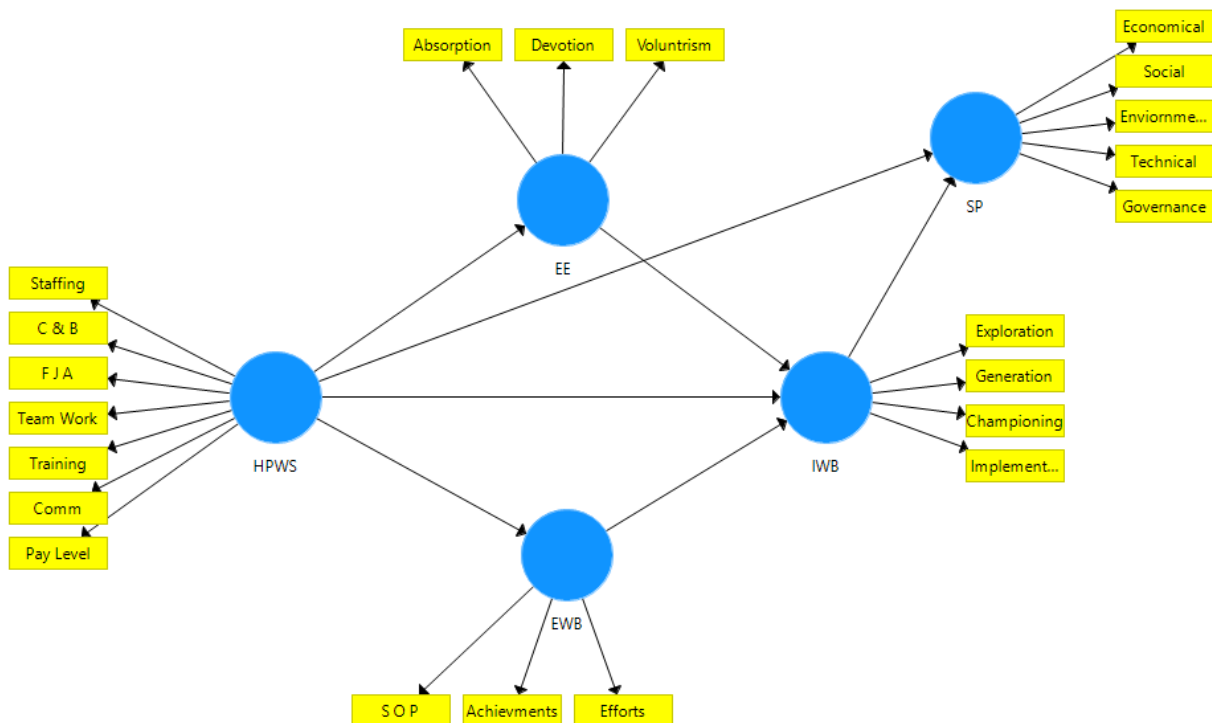 Absorption
Devotion
Voluntrism
EE
Economical
Social
Enviornme...
Technical
Governance
SP
Staffing
C & B
F J A
Team Work
Training
Comm
Pay Level
HPWS
IWB
Exploration
Generation
Championing
Implement...
EWB
S O P
Achievments
Efforts